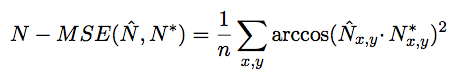 N − MSE(N̂, N*) = 1/n ∑x,y arccos(N̂x,y · N*x,y)²